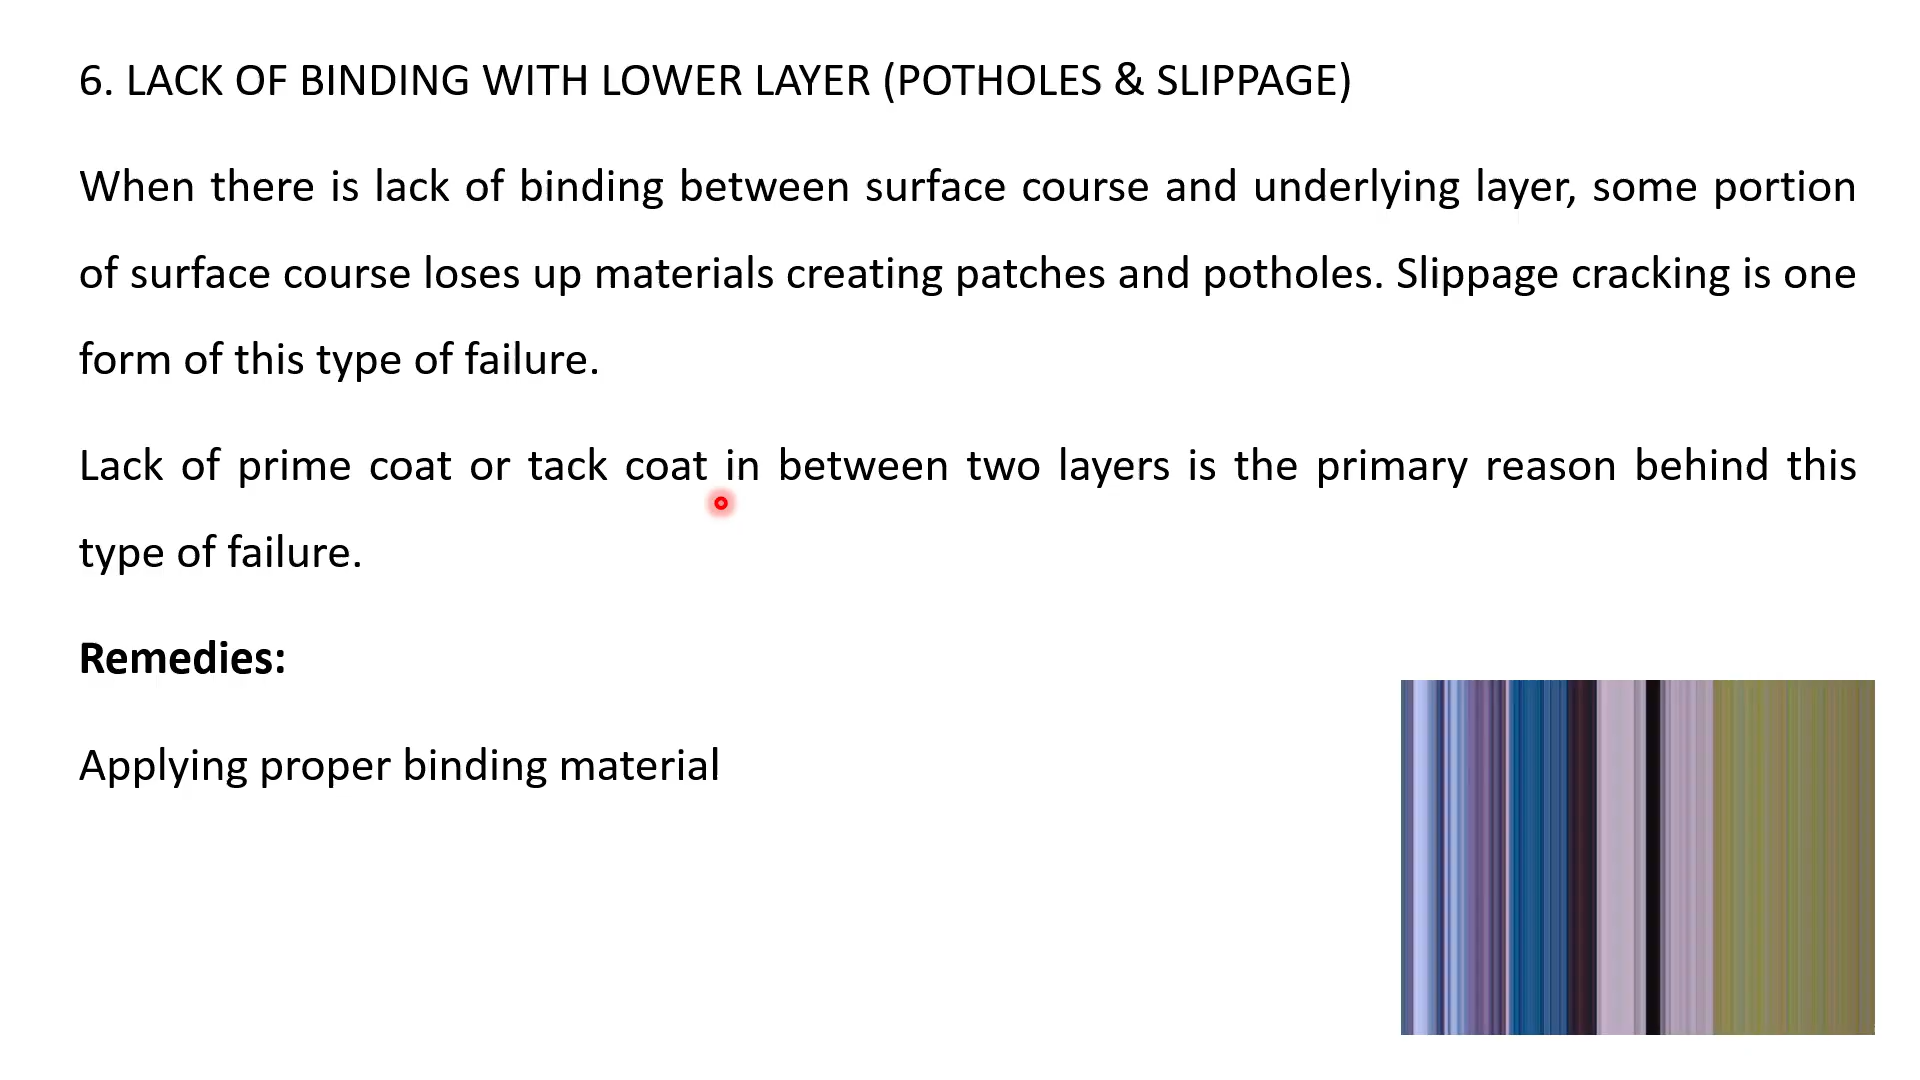 6. LACK OF BINDING WITH LOWER LAYER (POTHOLES & SLIPPAGE)
When there is lack of binding between surface course and underlying layer, some portion
of surface course loses up materials creating patches and potholes. Slippage cracking is one
form of this type of failure.
Lack of prime coat or tack coat in between two layers is the primary reason behind this
type of failure.
Remedies:
Applying proper binding material